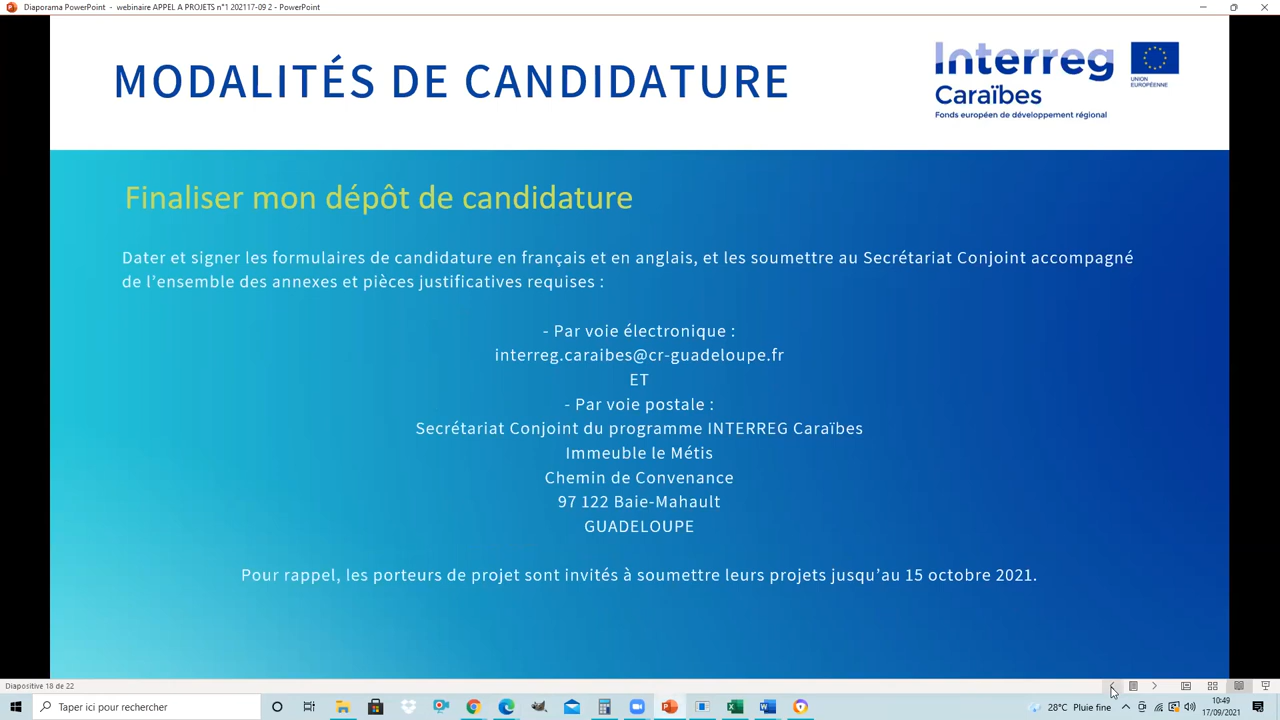 Diaporama PowerPoint - webinaire APPEL A PROJETS n°1 202117-09 2 - PowerPoint
MODALITÉS DE CANDIDATURE
Interreg
Caraïbes
Fonds européen de développement régional
UNION
EUROPÉENNE
Finaliser mon dépôt de candidature
Dater et signer les formulaires de candidature en français et en anglais, et les soumettre au Secrétariat Conjoint accompagné
de l'ensemble des annexes et pièces justificatives requises :
- Par voie électronique :
interreg.caraibes@cr-guadeloupe.fr
ET
- Par voie postale :
Secrétariat Conjoint du programme INTERREG Caraïbes
Immeuble le Métis
Chemin de Convenance
97 122 Baie-Mahault
GUADELOUPE
Pour rappel, les porteurs de projet sont invités à soumettre leurs projets jusqu'au 15 octobre 2021.
Diapositive 18 de 22
Taper ici pour rechercher
28°C Pluie fine
10:49
17/09/2021